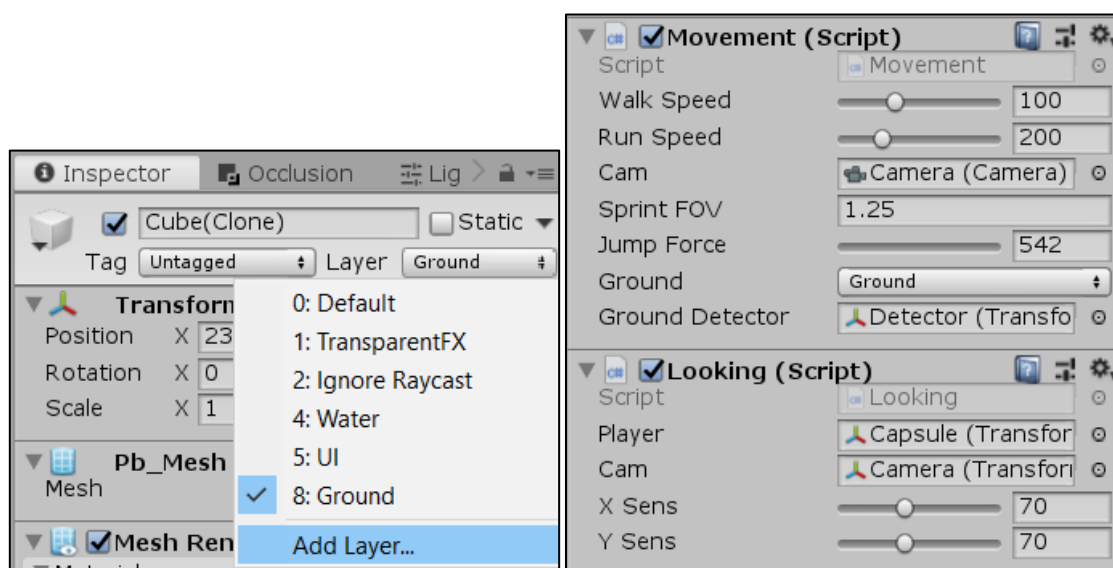 Inspector Occlusion Lig
Cube(Clone) Static
Tag Untagged Layer Ground
Transform
Position X 23
Rotation X 0
Scale X 1
Pb_Mesh
Mesh
Mesh Ren
0: Default
1: TransparentFX
2: Ignore Raycast
4: Water
5: UI
8: Ground
Add Layer...
Movement (Script)
Script Movement
Walk Speed 100
Run Speed 200
Cam Camera (Camera)
Sprint FOV 1.25
Jump Force 542
Ground Ground
Ground Detector Detector (Transfo
Looking (Script)
Script Looking
Player Capsule (Transfor
Cam Camera (Transfor
X Sens 70
Y Sens 70